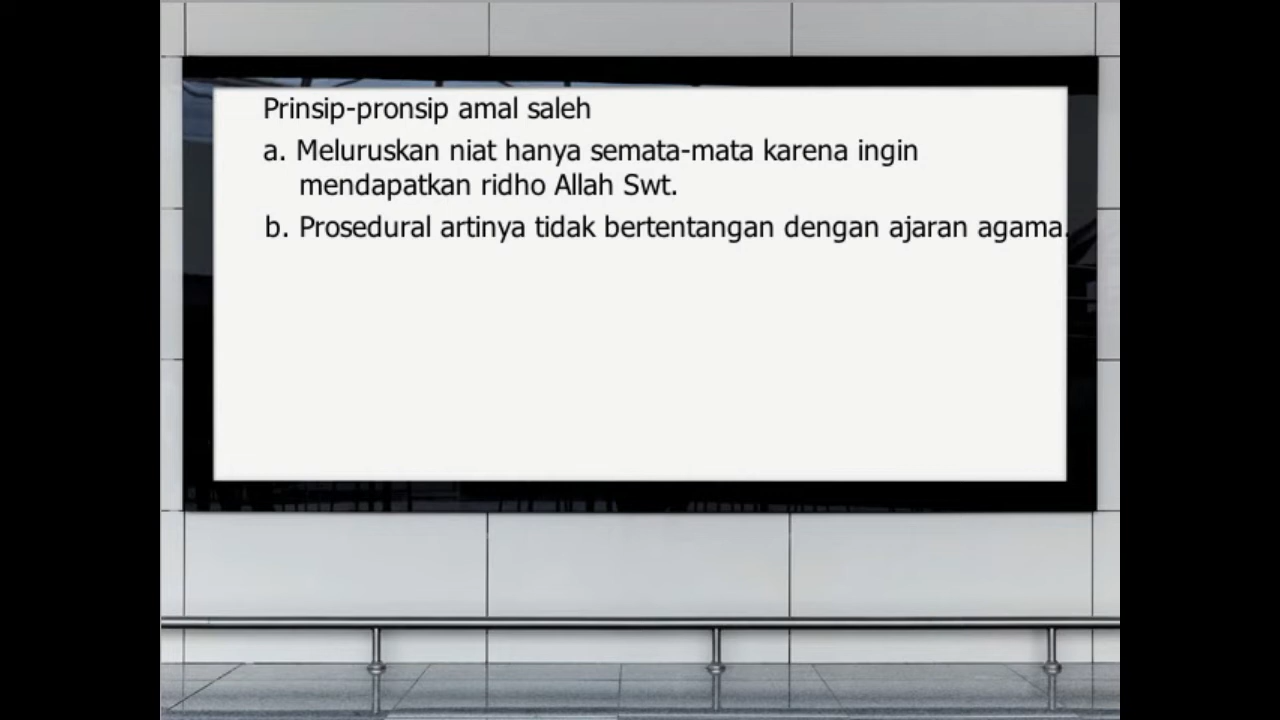 Prinsip-pronsip amal saleh
a. Meluruskan niat hanya semata-mata karena ingin
mendapatkan ridho Allah Swt.
b. Prosedural artinya tidak bertentangan dengan ajaran agama.